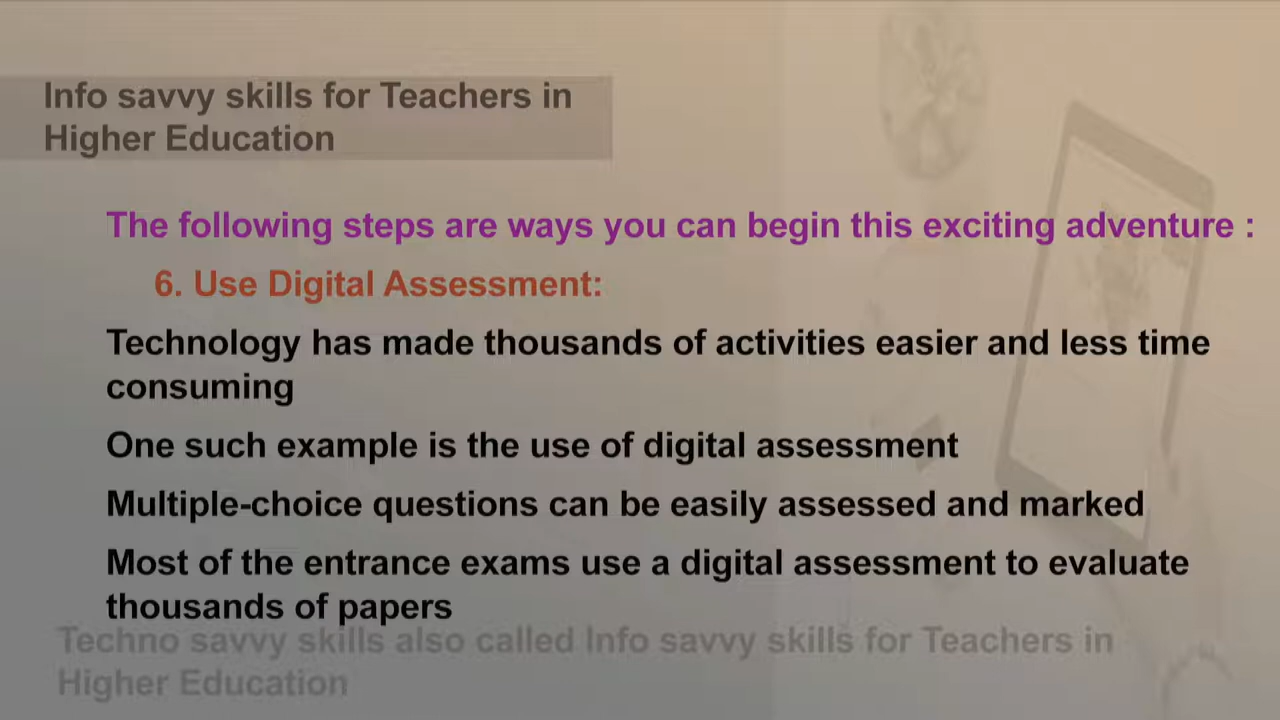 Info savvy skills for Teachers in
Higher Education
The following steps are ways you can begin this exciting adventure :
6. Use Digital Assessment:
Technology has made thousands of activities easier and less time
consuming
One such example is the use of digital assessment
Multiple-choice questions can be easily assessed and marked
Most of the entrance exams use a digital assessment to evaluate
thousands of papers
Techno savvy skills also called Info savvy skills for Teachers in
Higher Education